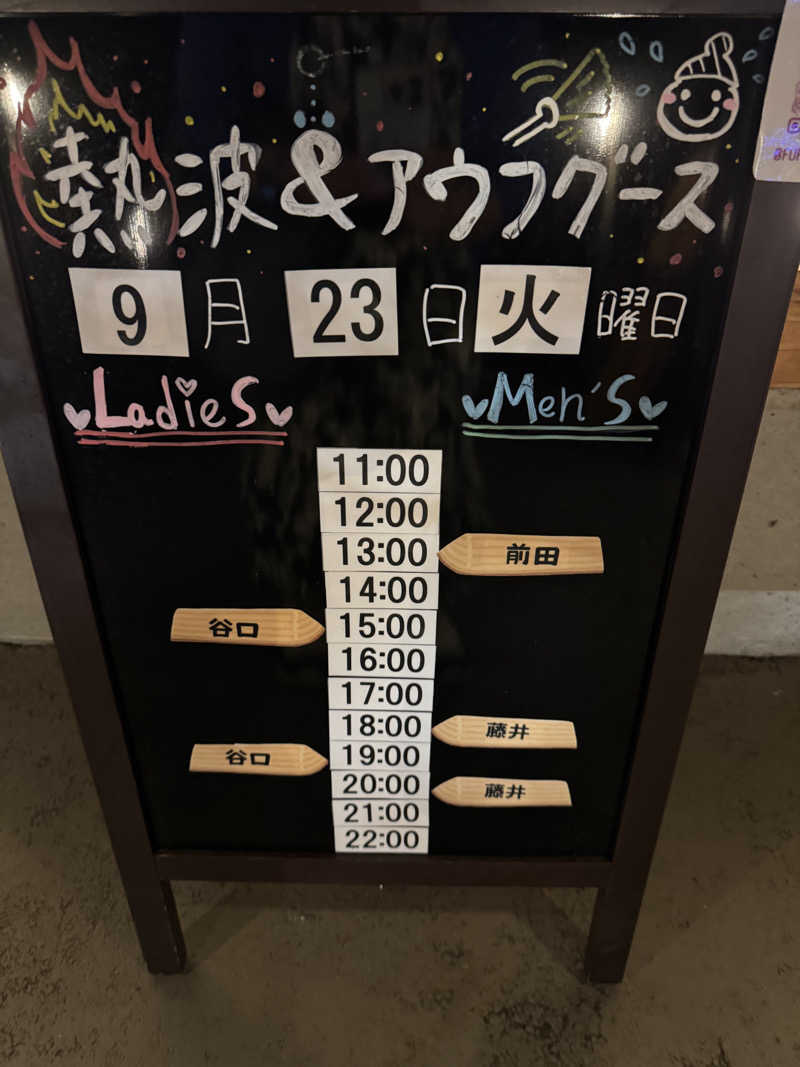 熱波&アウフグース
9月23日火曜日
Ladies Men's
11:00
12:00
13:00 前田
14:00
谷口 15:00
16:00
17:00
18:00 藤井
谷口 19:00
20:00 藤井
21:00
22:00